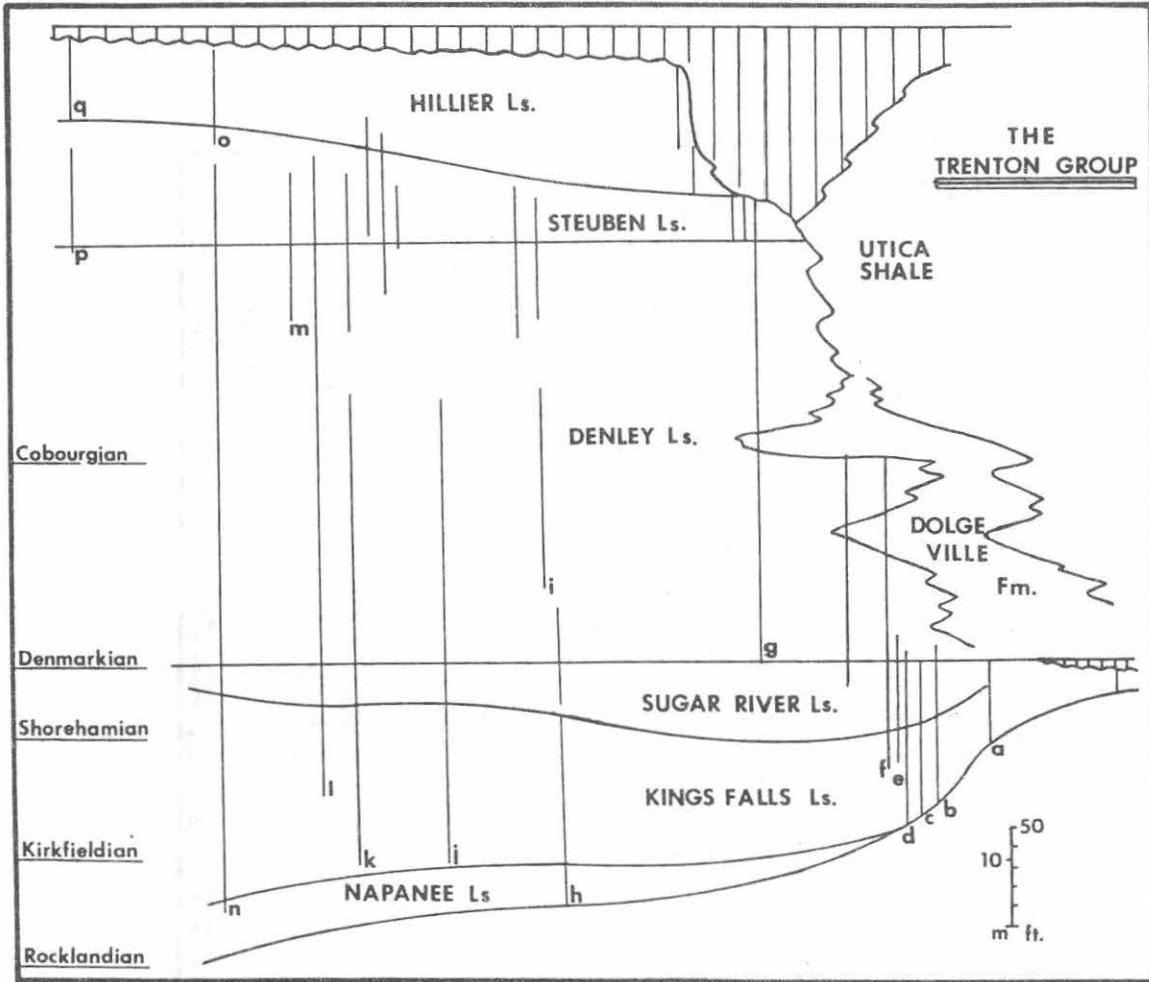 q
HILLIER Ls.
o
THE
TRENTON GROUP
STEUBEN Ls.
p
UTICA
SHALE
m
DENLEY Ls.
Cobourgian
DOLGE
VILLE
Fm.
i
g
Denmarkian
SUGAR RIVER Ls.
Shorehamian
a
f
e
l
KINGS FALLS Ls.
b
c
d
50
10
m ft.
Kirkfieldian
k
j
NAPANEE Ls
h
n
Rocklandian